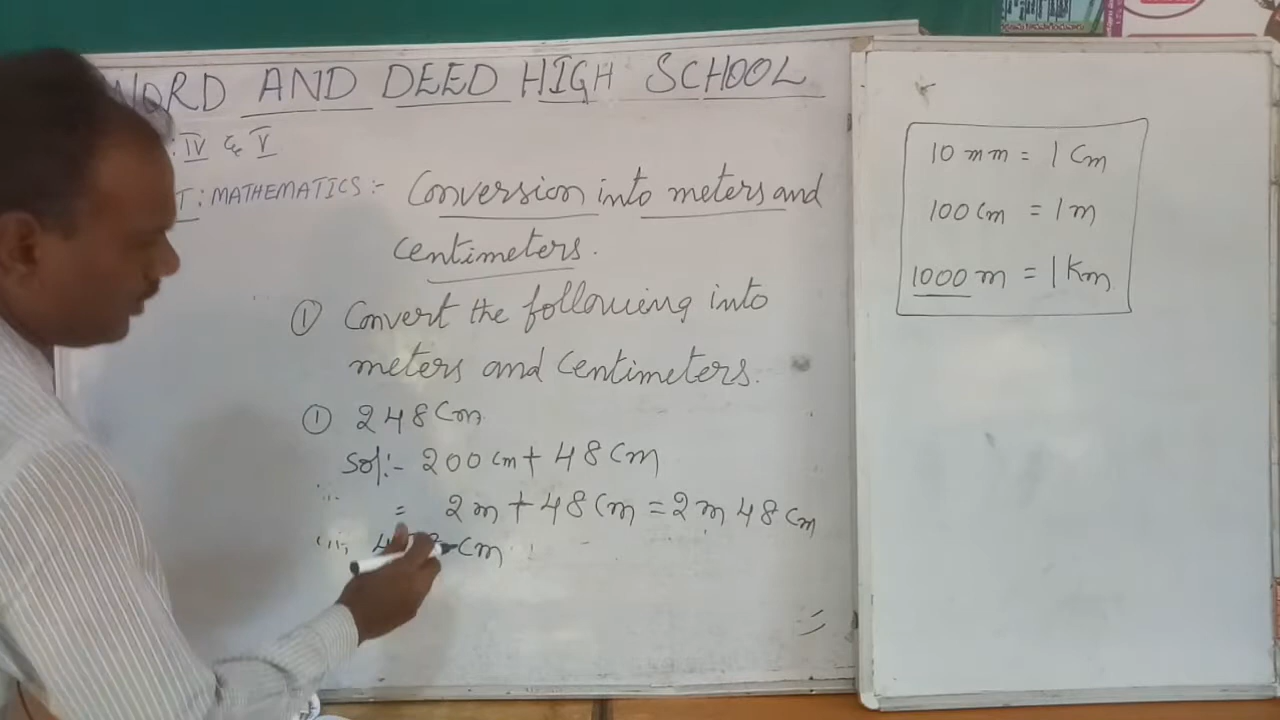 WORD AND DEED HIGH SCHOOL
: IV & V
T : MATHEMATICS :- Conversion into meters and
centimeters.
① Convert the following into
meters and centimeters.
① 248 Cm
Sol:- 200 cm + 48 Cm
= 2m + 48 Cm = 2m 48 Cm
cm
10 mm = 1 Cm
100 Cm = 1 m
1000 m = 1 Km